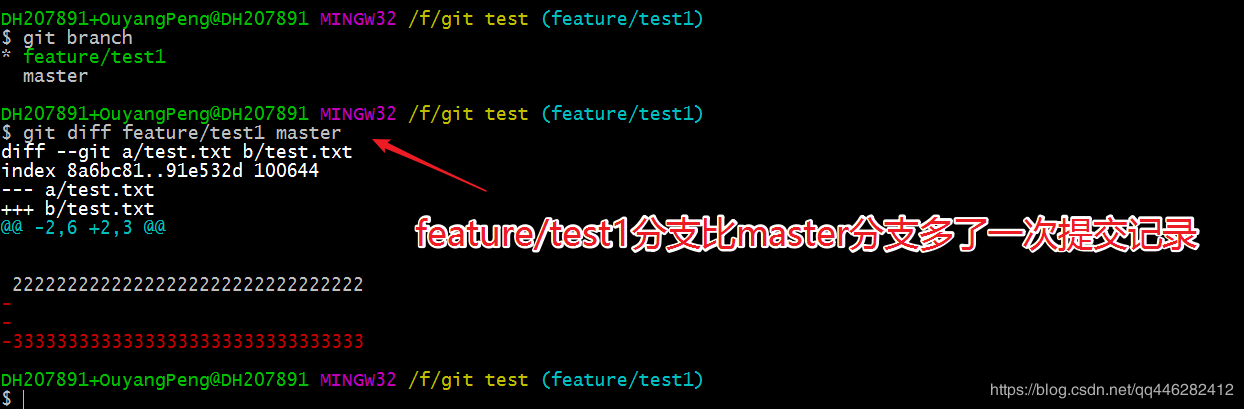 DH207891+OuyangPeng@DH207891 MINGW32 /f/git test (feature/test1)
$ git branch
* feature/test1
master
DH207891+OuyangPeng@DH207891 MINGW32 /f/git test (feature/test1)
$ git diff feature/test1 master
diff --git a/test.txt b/test.txt
index 8a6bc81..91e532d 100644
--- a/test.txt
+++ b/test.txt
@@ -2,6 +2,3 @@
feature/test1分支比master分支多了一次提交记录
22222222222222222222222222222222
-
-
-33333333333333333333333333333333
DH207891+OuyangPeng@DH207891 MINGW32 /f/git test (feature/test1)
$
https://blog.csdn.net/qq446282412